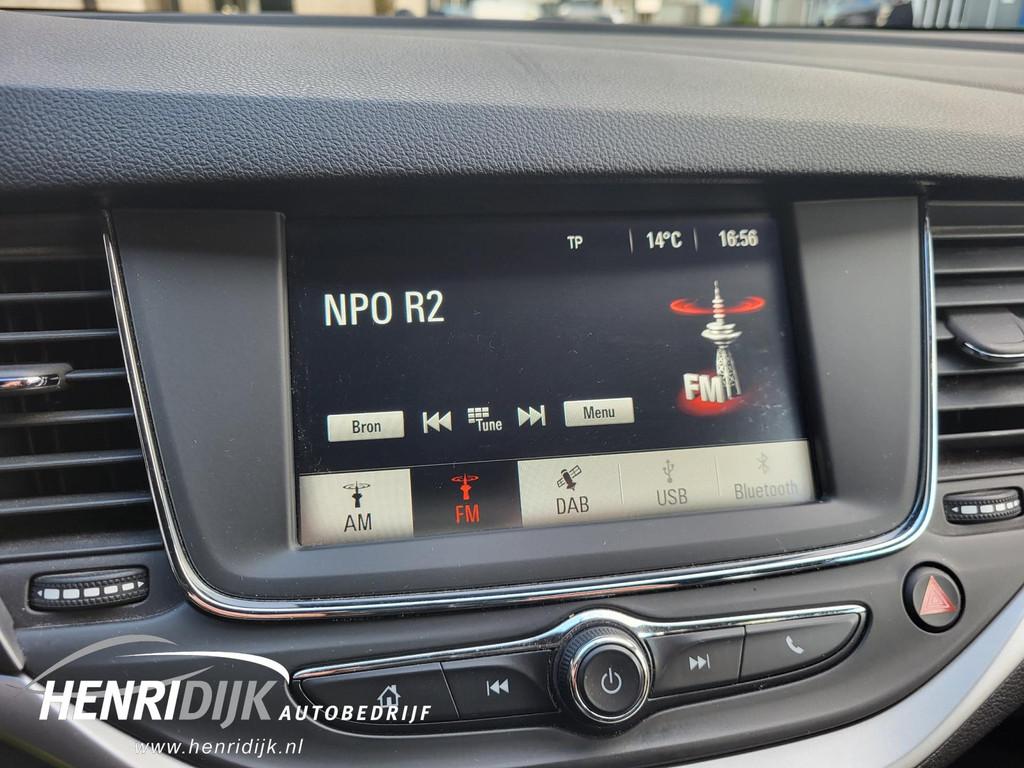 TP 14°C 16:56
NPO R2
FM
Bron Tune Menu
AM FM DAB USB Bluetooth
HENRIDIJK AUTOBEDRIJF
www.henridijk.nl